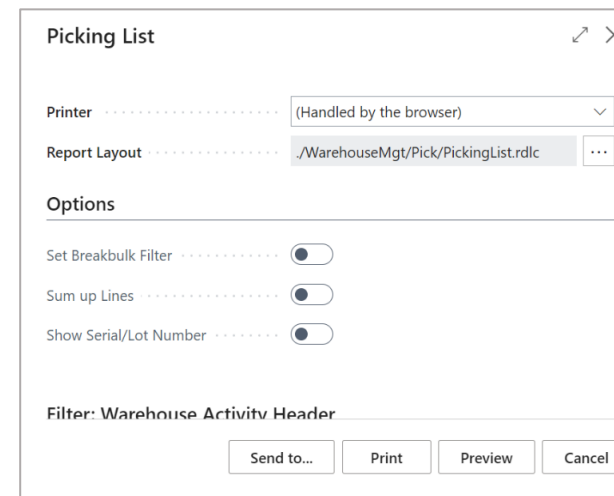 Picking List
Printer (Handled by the browser)
Report Layout ./WarehouseMgt/Pick/PickingList.rdlc ...
Options
Set Breakbulk Filter
Sum up Lines
Show Serial/Lot Number
Filter: Warehouse Activity Header
Send to... Print Preview Cancel